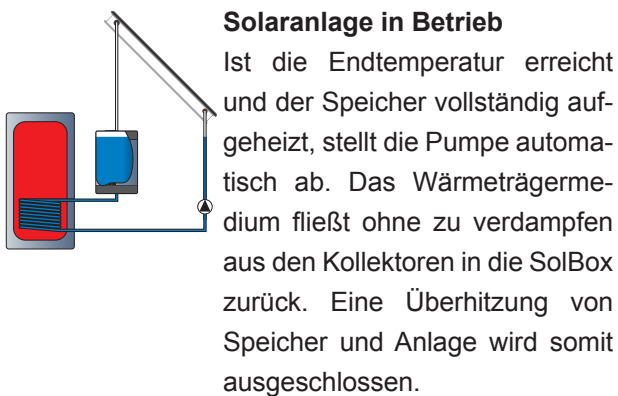 Solaranlage in Betrieb
Ist die Endtemperatur erreicht
und der Speicher vollständig auf-
geheizt, stellt die Pumpe automa-
tisch ab. Das Wärmeträgerme-
dium fließt ohne zu verdampfen
aus den Kollektoren in die SolBox
zurück. Eine Überhitzung von
Speicher und Anlage wird somit
ausgeschlossen.